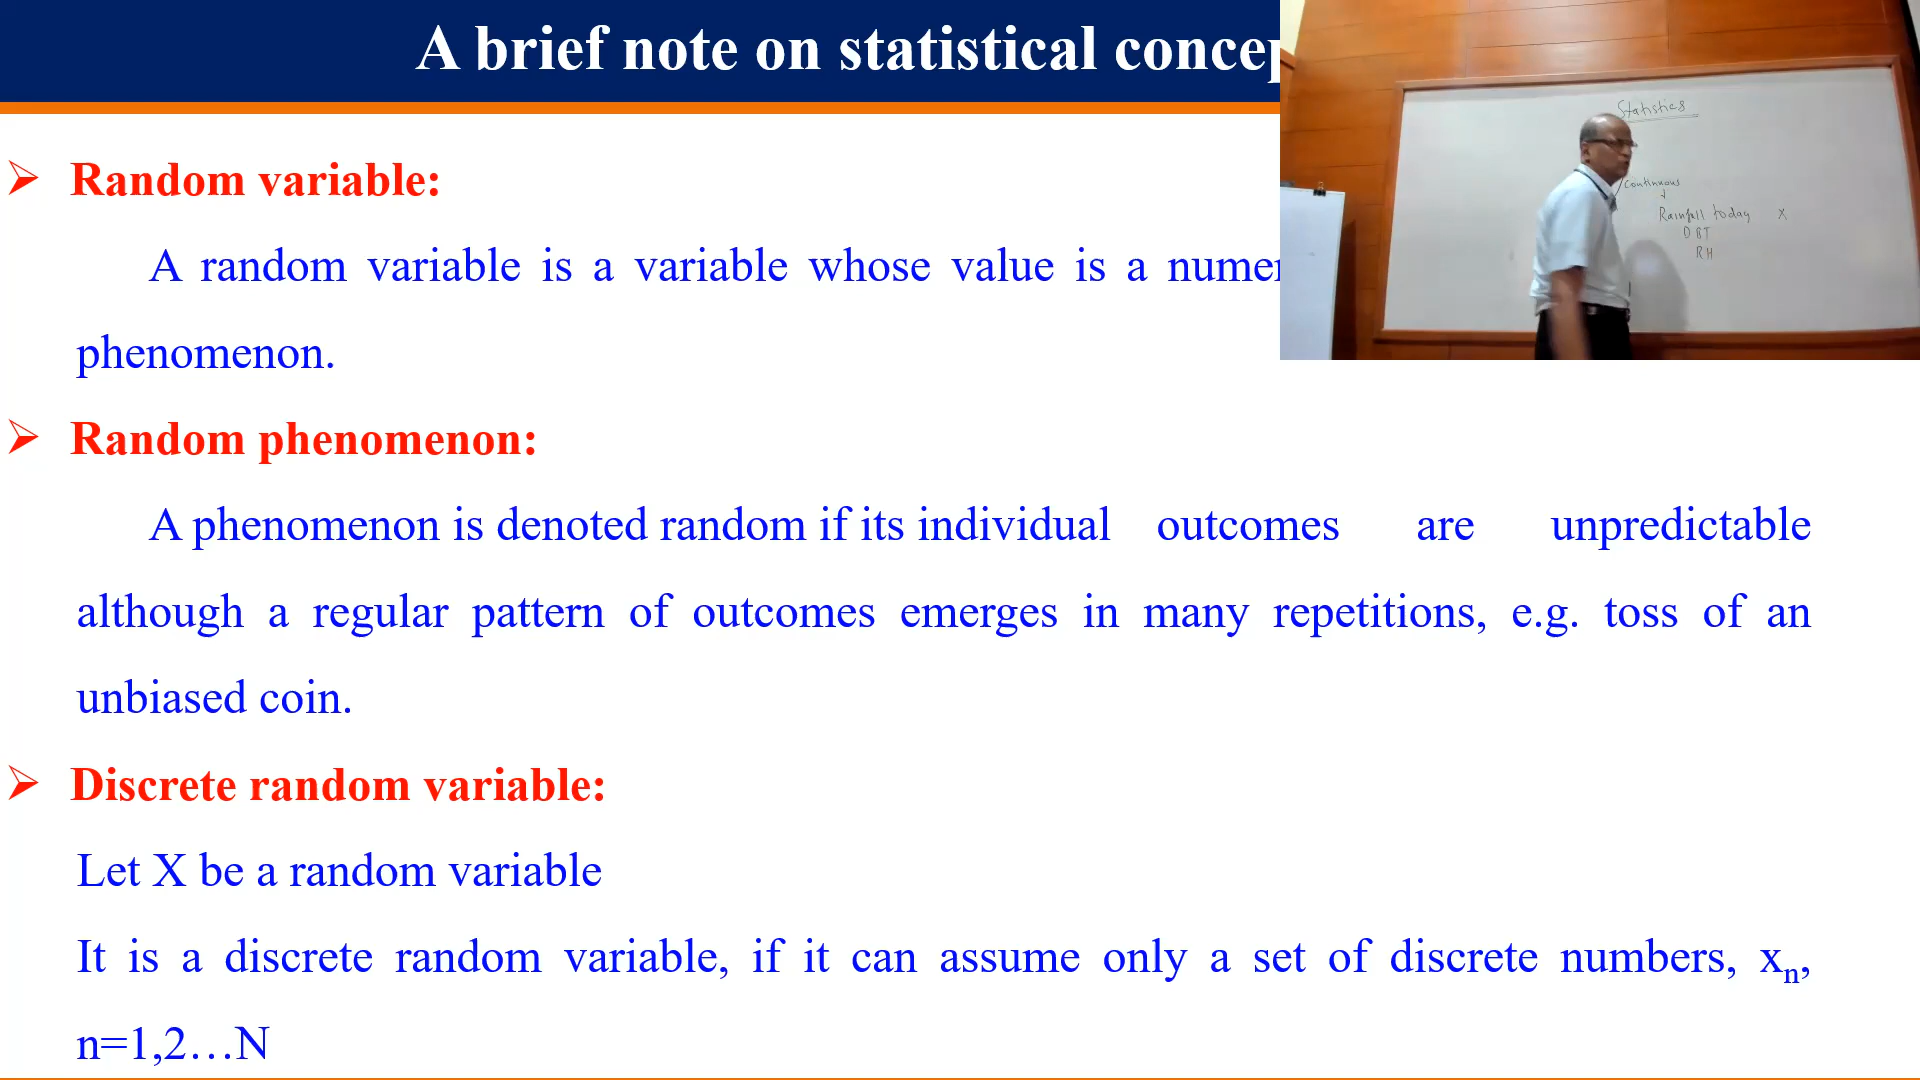 A brief note on statistical concep
➢ Random variable:
A random variable is a variable whose value is a numer
phenomenon.
➢ Random phenomenon:
A phenomenon is denoted random if its individual outcomes are unpredictable
although a regular pattern of outcomes emerges in many repetitions, e.g. toss of an
unbiased coin.
➢ Discrete random variable:
Let X be a random variable
It is a discrete random variable, if it can assume only a set of discrete numbers, xₙ,
n=1,2…N
Statistics
Continuous
Rainfall today X
DBT
RH